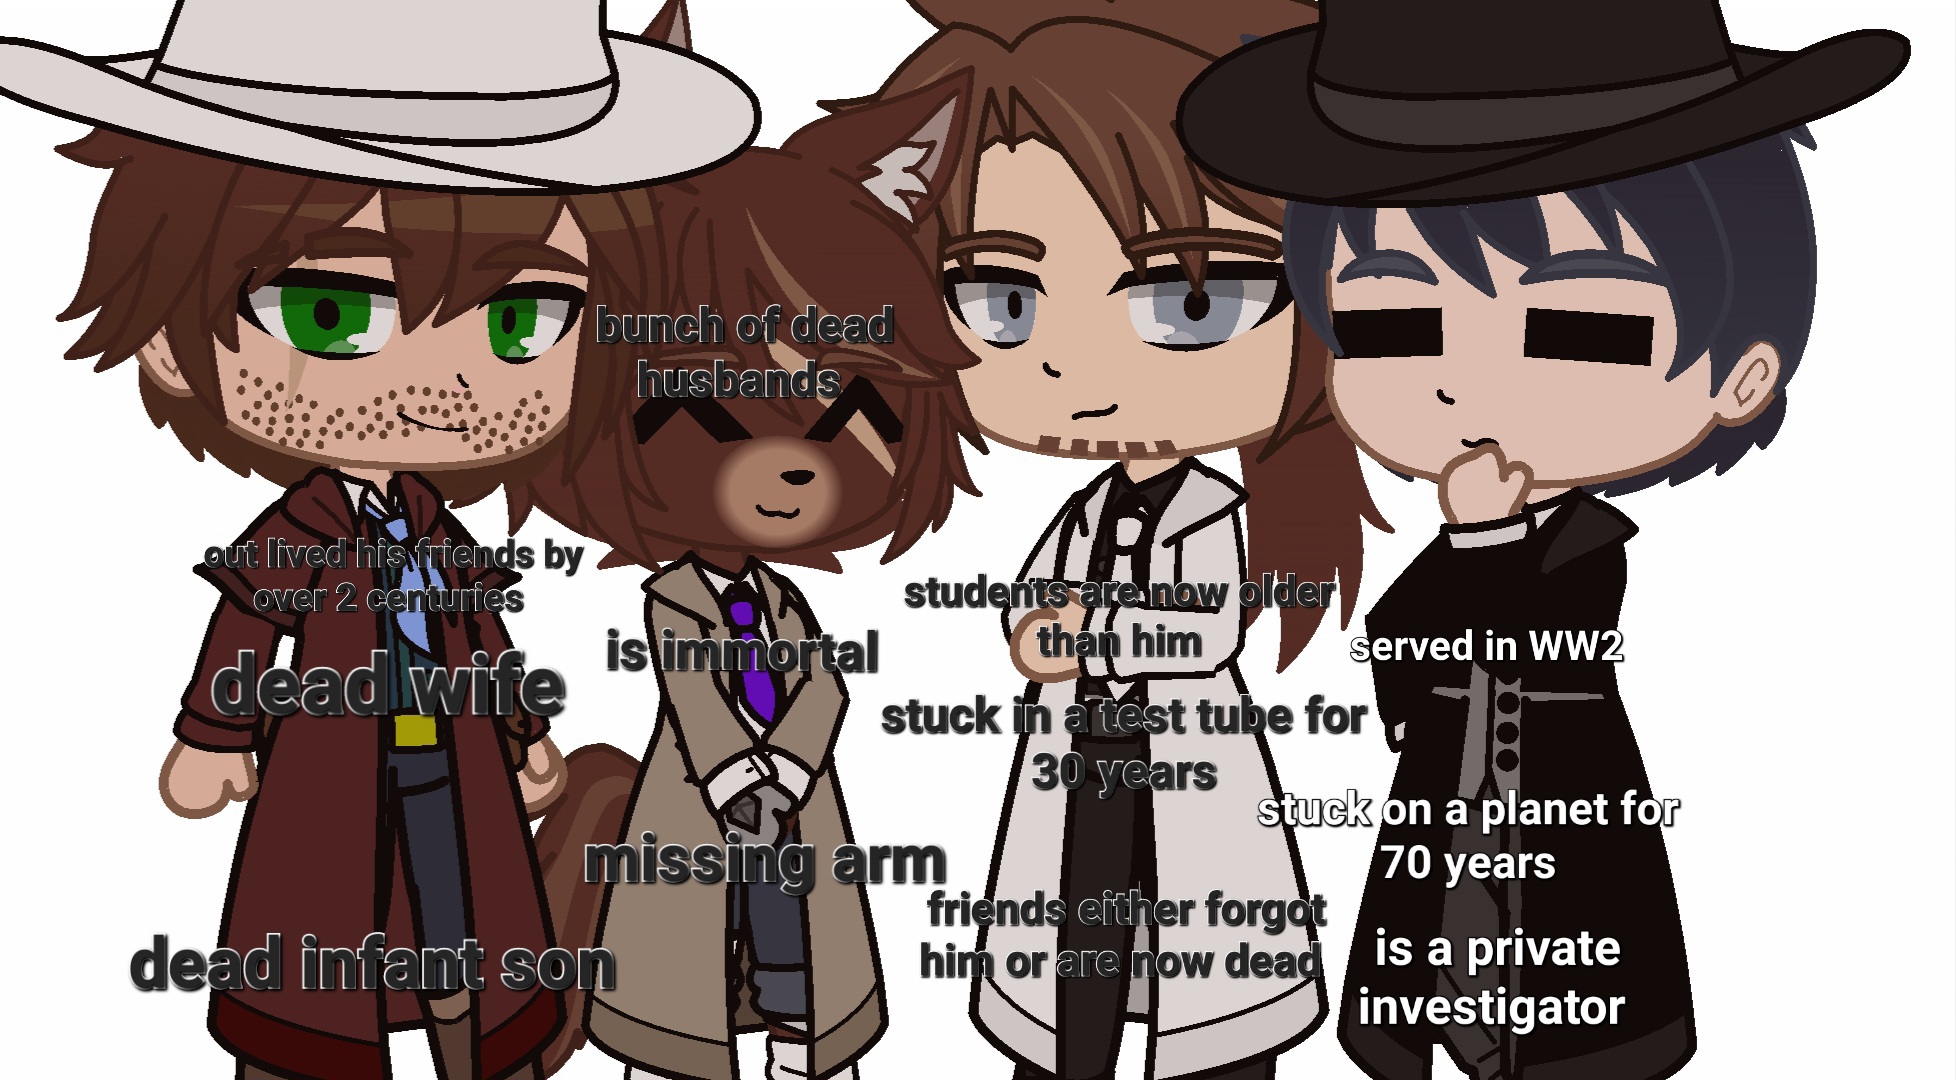 out lived his friends by
over 2 centuries
dead wife
dead infant son
bunch of dead
husbands
is immortal
missing arm
students are now older
than him
stuck in a test tube for
30 years
friends either forgot
him or are now dead
served in WW2
stuck on a planet for
70 years
is a private
investigator